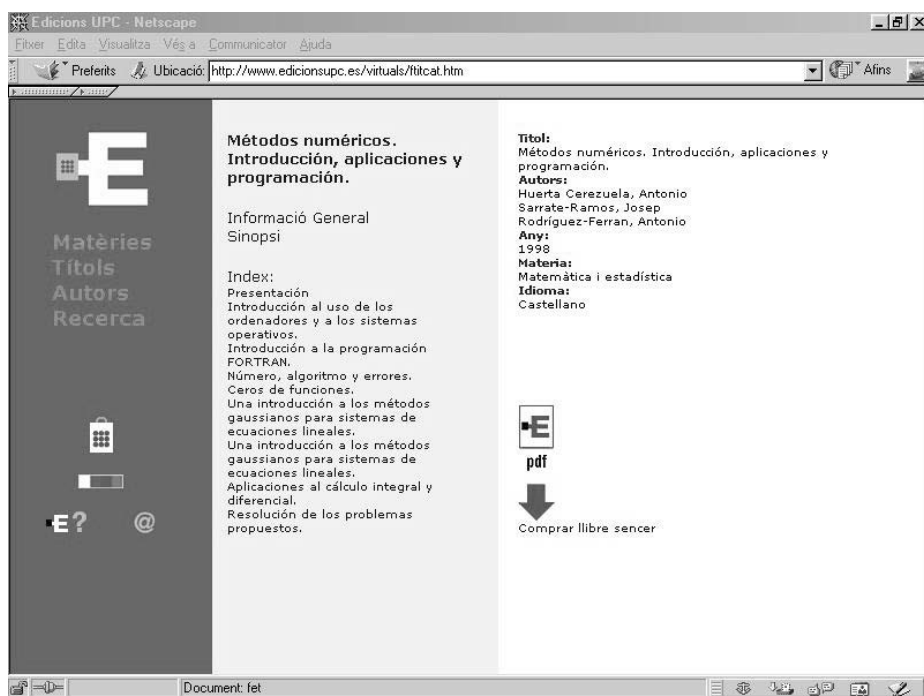 Edicions UPC - Netscape
Fitxer Edita Visualitza Vés a Communicator Ajuda
Preferits Ubicació: http://www.edicionsupc.es/virtuals/ftitcat.htm Afins
E
Matèries
Títols
Autors
Recerca
E? @
Métodos numéricos.
Introducción, aplicaciones y
programación.
Informació General
Sinopsi
Index:
Presentación
Introducción al uso de los
ordenadores y a los sistemas
operativos.
Introducción a la programación
FORTRAN.
Número, algoritmo y errores.
Ceros de funciones.
Una introducción a los métodos
gaussianos para sistemas de
ecuaciones lineales.
Una introducción a los métodos
gaussianos para sistemas de
ecuaciones lineales.
Aplicaciones al cálculo integral y
diferencial.
Resolución de los problemas
propuestos.
Titol:
Métodos numéricos. Introducción, aplicaciones y
programación.
Autors:
Huerta Cerezuela, Antonio
Sarrate-Ramos, Josep
Rodríguez-Ferran, Antonio
Any:
1998
Materia:
Matemàtica i estadística
Idioma:
Castellano
E
pdf
Comprar llibre sencer
Document: fet